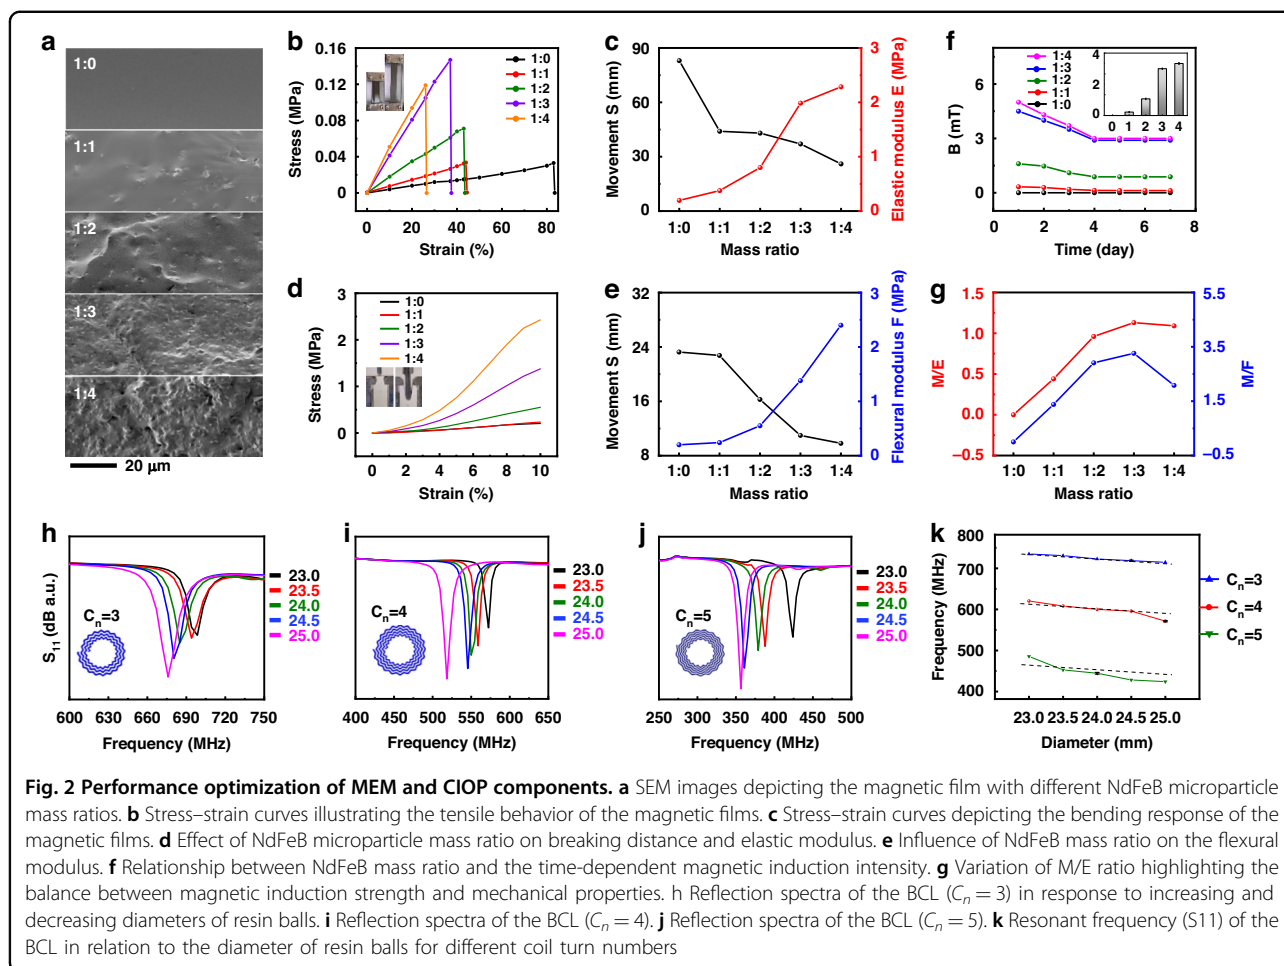 a
1:0
1:1
1:2
1:3
1:4
20 μm
b
Stress (MPa)
0.16
0.12
0.08
0.04
0
1:0
1:1
1:2
1:3
1:4
0 20 40 60 80
Strain (%)
c
Movement S (mm)
90
60
30
0
Elastic modulus E (MPa)
3
2
1
0
1:0 1:1 1:2 1:3 1:4
Mass ratio
f
B (mT)
6
3
0
1:4
1:3
1:2
1:1
1:0
4
2
0
0 1 2 3 4
0 2 4 6 8
Time (day)
d
Stress (MPa)
3
2
1
0
1:0
1:1
1:2
1:3
1:4
0 2 4 6 8 10
Strain (%)
e
Movement S (mm)
32
24
16
8
Flexural modulus F (MPa)
3
2
1
0
1:0 1:1 1:2 1:3 1:4
Mass ratio
g
M/E
1.5
1.0
0.5
0.0
–0.5
M/F
5.5
3.5
1.5
–0.5
1:0 1:1 1:2 1:3 1:4
Mass ratio
h
S11 (dB a.u.)
Cn=3
23.0
23.5
24.0
24.5
25.0
600 630 660 690 720 750
Frequency (MHz)
i
Cn=4
23.0
23.5
24.0
24.5
25.0
400 450 500 550 600 650
Frequency (MHz)
j
Cn=5
23.0
23.5
24.0
24.5
25.0
250 300 350 400 450 500
Frequency (MHz)
k
Frequency (MHz)
800
700
600
500
400
Cn=3
Cn=4
Cn=5
23.0 23.5 24.0 24.5 25.0
Diameter (mm)
Fig. 2 Performance optimization of MEM and CIOP components. a SEM images depicting the magnetic film with different NdFeB microparticle
mass ratios. b Stress–strain curves illustrating the tensile behavior of the magnetic films. c Stress–strain curves depicting the bending response of
the magnetic films. d Effect of NdFeB microparticle mass ratio on breaking distance and elastic modulus. e Influence of NdFeB mass ratio on the flexural
modulus. f Relationship between NdFeB mass ratio and the time-dependent magnetic induction intensity. g Variation of M/E ratio highlighting the
balance between magnetic induction strength and mechanical properties. h Reflection spectra of the BCL (Cn = 3) in response to increasing and
decreasing diameters of resin balls. i Reflection spectra of the BCL (Cn = 4). j Reflection spectra of the BCL (Cn = 5). k Resonant frequency (S11) of the
BCL in relation to the diameter of resin balls for different coil turn numbers